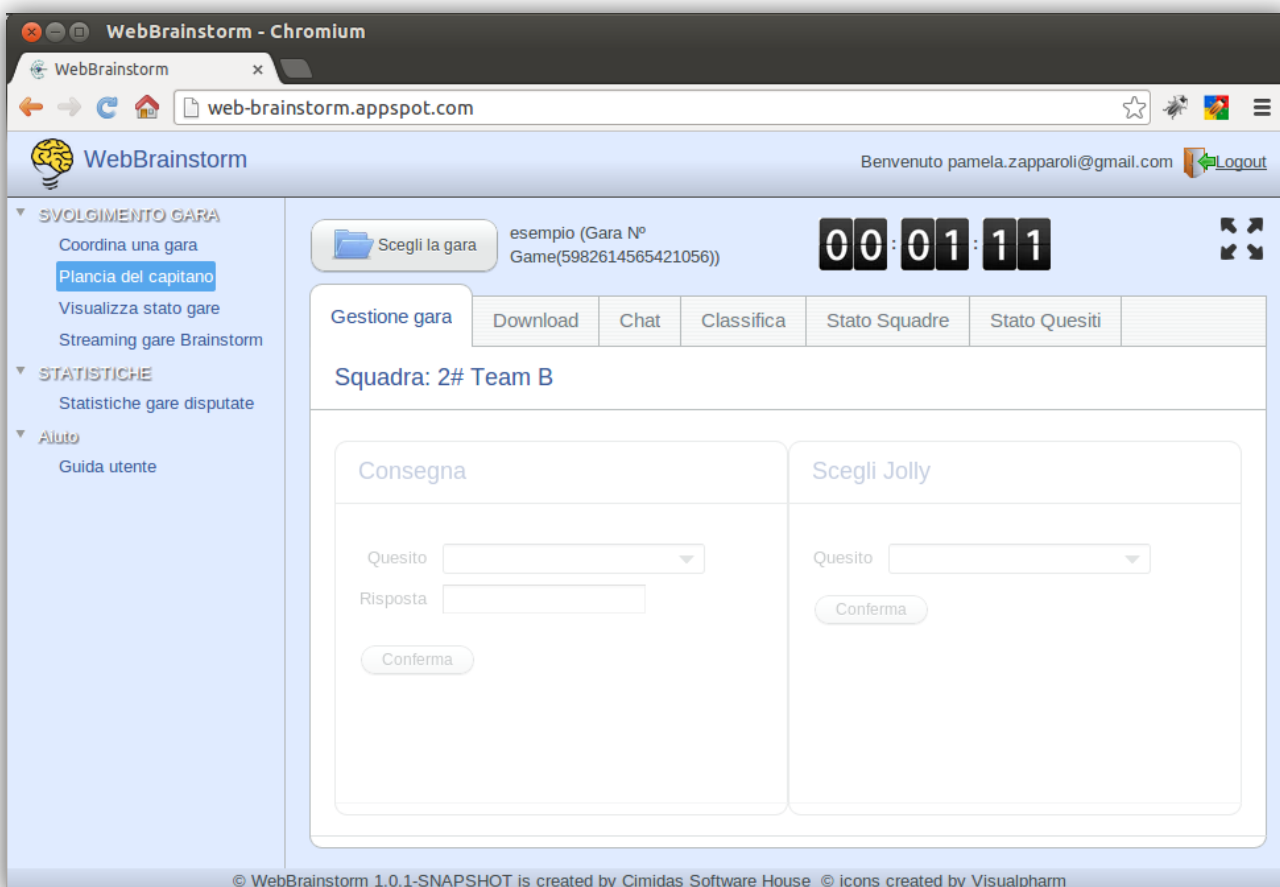 WebBrainstorm - Chromium
WebBrainstorm
web-brainstorm.appspot.com
WebBrainstorm
Benvenuto pamela.zapparoli@gmail.com
Logout
SVOLGIMENTO GARA
Coordina una gara
Plancia del capitano
Visualizza stato gare
Streaming gare Brainstorm
STATISTICHE
Statistiche gare disputate
Aiuto
Guida utente
Scegli la gara
esempio (Gara Nº
Game(5982614565421056))
00:01:11
Gestione gara Download Chat Classifica Stato Squadre Stato Quesiti
Squadra: 2# Team B
Consegna
Quesito
Risposta
Conferma
Scegli Jolly
Quesito
Conferma
© WebBrainstorm 1.0.1-SNAPSHOT is created by Cimidas Software House © icons created by Visualpharm